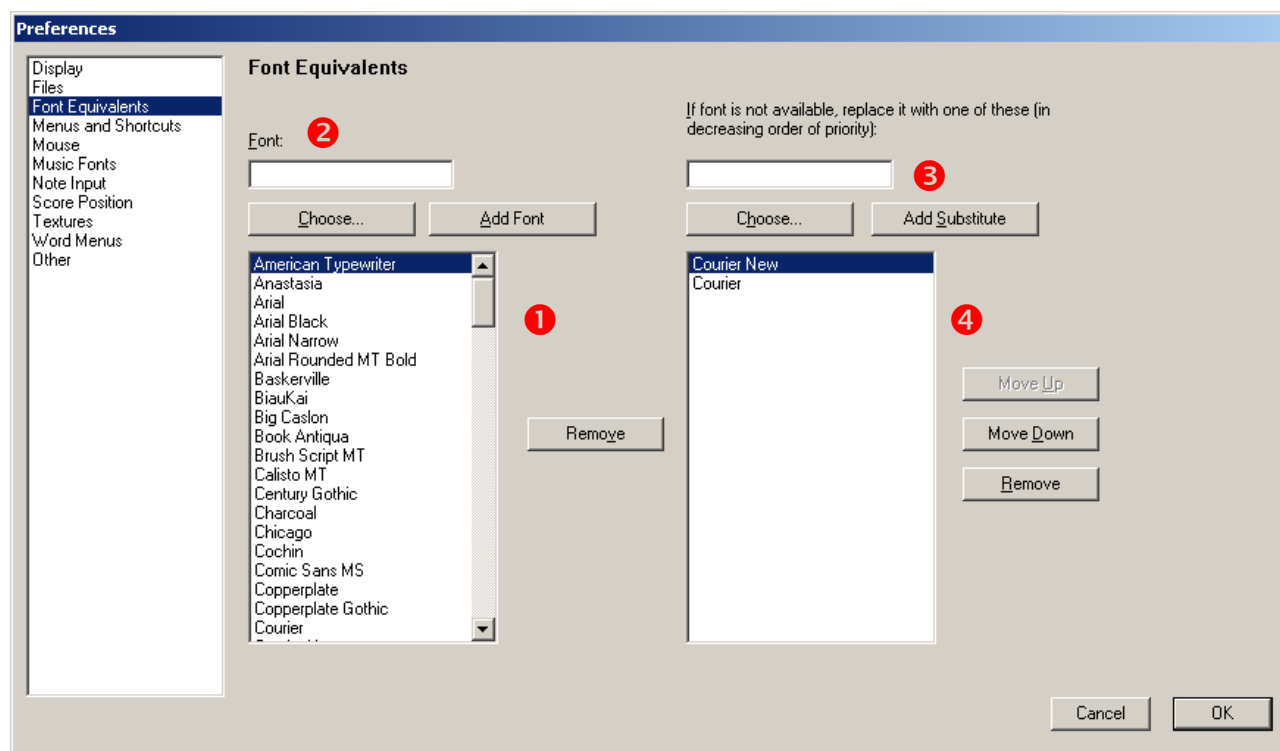 Preferences
Display
Files
Font Equivalents
Menus and Shortcuts
Mouse
Music Fonts
Note Input
Score Position
Textures
Word Menus
Other
Font Equivalents
Font:
2
Choose...
Add Font
American Typewriter
Anastasia
Arial
Arial Black
Arial Narrow
Arial Rounded MT Bold
Baskerville
BiauKai
Big Caslon
Book Antiqua
Brush Script MT
Calisto MT
Century Gothic
Charcoal
Chicago
Cochin
Comic Sans MS
Copperplate
Copperplate Gothic
Courier
1
Remove
If font is not available, replace it with one of these (in
decreasing order of priority):
3
Choose...
Add Substitute
Courier New
Courier
4
Move Up
Move Down
Remove
Cancel
OK